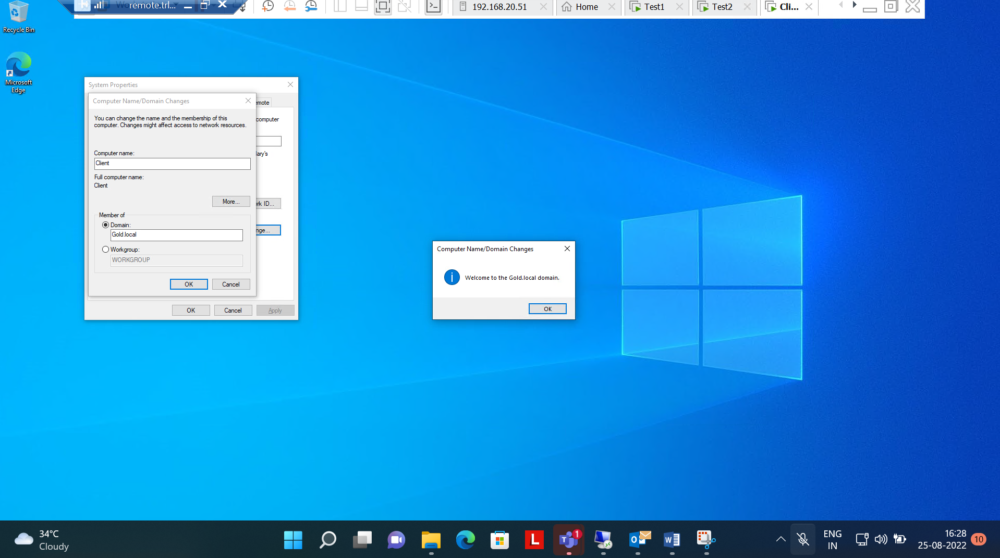 remote.trl...
192.168.20.51
Home
Test1
Test2
Cli...
Recycle Bin
Microsoft
Edge
System Properties
Computer Name/Domain Changes
emote
You can change the name and the membership of this
computer. Changes might affect access to network resources.
computer
Computer name:
Client
lary's
Full computer name:
Client
More...
ork ID...
Member of
Domain:
Gold.local
nge...
Workgroup:
WORKGROUP
OK
Cancel
OK
Cancel
Apply
Computer Name/Domain Changes
Welcome to the Gold.local domain.
OK
34°C
Cloudy
L
1
O
W
ENG
IN
16:28
25-08-2022
10